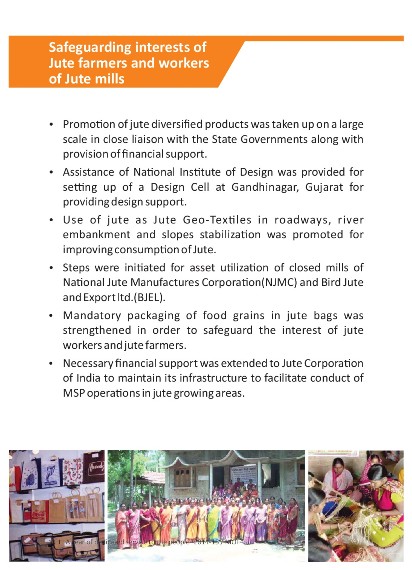 Safeguarding interests of
Jute farmers and workers
of Jute mills
• Promotion of jute diversified products was taken up on a large
scale in close liaison with the State Governments along with
provision of financial support.
• Assistance of National Institute of Design was provided for
setting up of a Design Cell at Gandhinagar, Gujarat for
providing design support.
• Use of jute as Jute Geo-Textiles in roadways, river
embankment and slopes stabilization was promoted for
improving consumption of Jute.
• Steps were initiated for asset utilization of closed mills of
National Jute Manufactures Corporation(NJMC) and Bird Jute
and Export ltd.(BJEL).
• Mandatory packaging of food grains in jute bags was
strengthened in order to safeguard the interest of jute
workers and jute farmers.
• Necessary financial support was extended to Jute Corporation
of India to maintain its infrastructure to facilitate conduct of
MSP operations in jute growing areas.